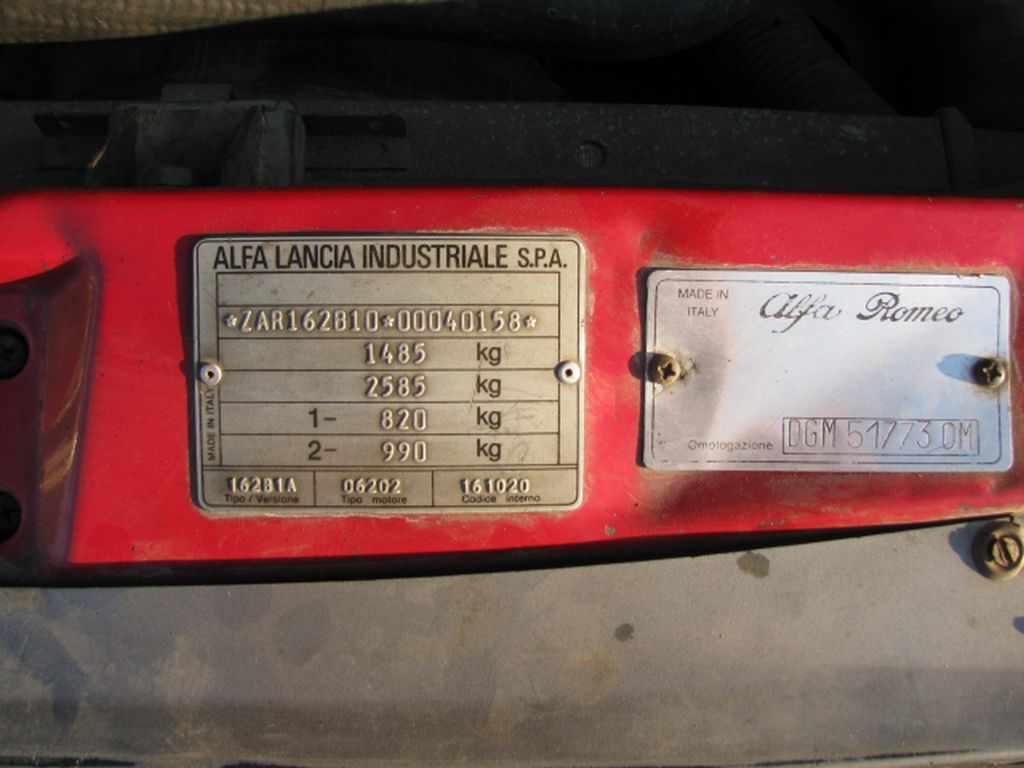 ALFA LANCIA INDUSTRIALE S.P.A.
*ZAR162B10*00040158*
1485 kg
2585 kg
1- 820 kg
2- 990 kg
MADE IN ITALY
162B1A 06202 161020
Tipo / Versione Tipo motore Codice interno
MADE IN
ITALY
Alfa Romeo
Omologazione DGM 51773 OM